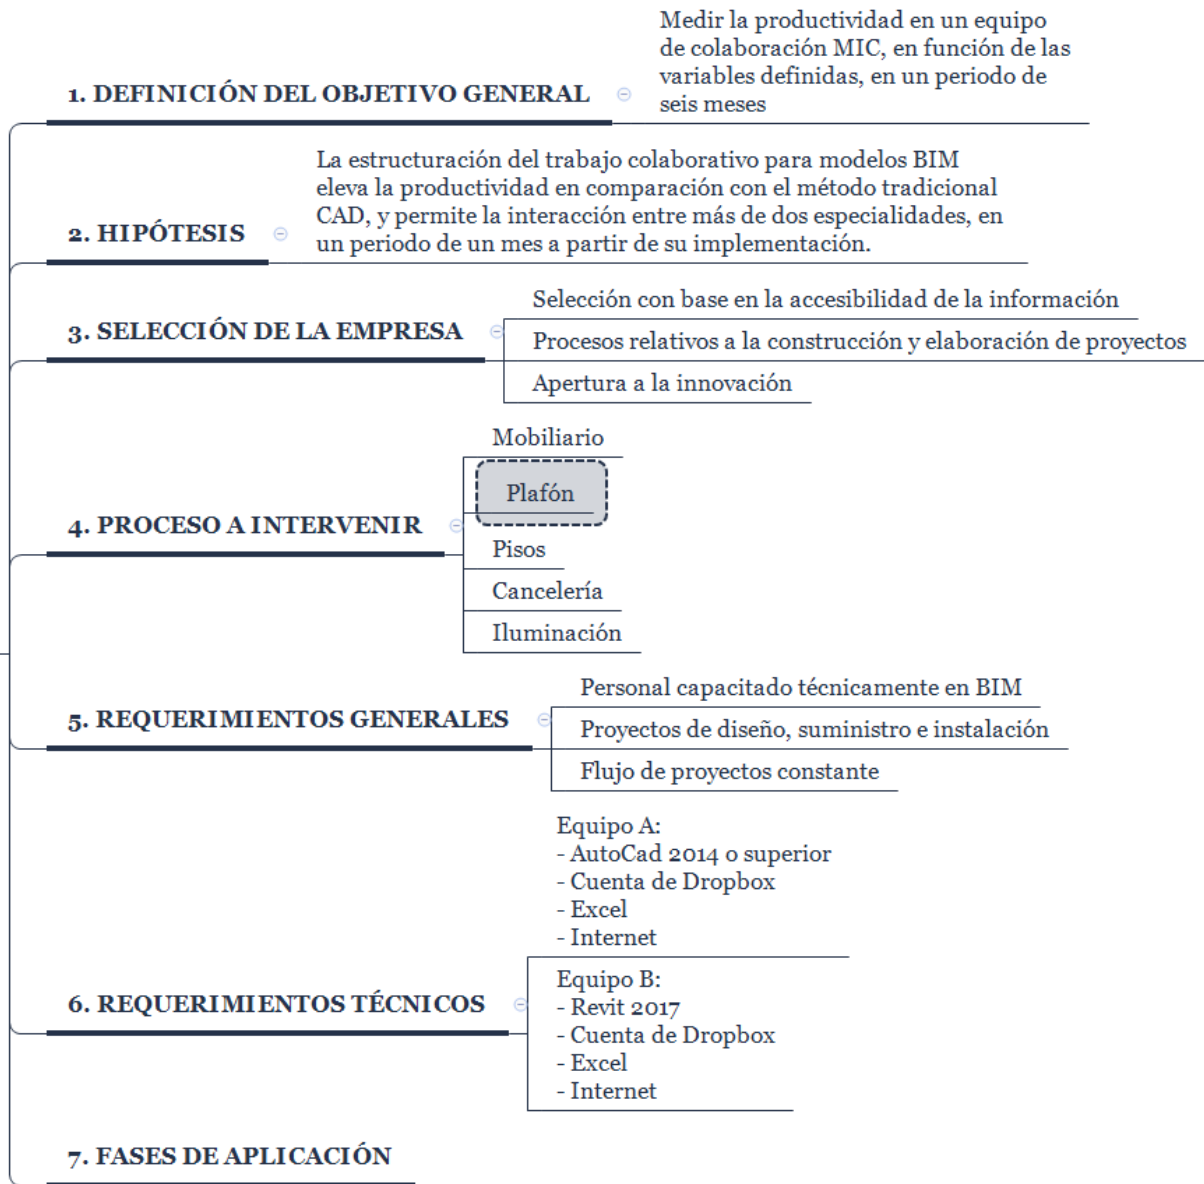 1. DEFINICIÓN DEL OBJETIVO GENERAL
Medir la productividad en un equipo
de colaboración MIC, en función de las
variables definidas, en un periodo de
seis meses
2. HIPÓTESIS
La estructuración del trabajo colaborativo para modelos BIM
eleva la productividad en comparación con el método tradicional
CAD, y permite la interacción entre más de dos especialidades, en
un periodo de un mes a partir de su implementación.
3. SELECCIÓN DE LA EMPRESA
Selección con base en la accesibilidad de la información
Procesos relativos a la construcción y elaboración de proyectos
Apertura a la innovación
4. PROCESO A INTERVENIR
Mobiliario
Plafón
Pisos
Cancelería
Iluminación
5. REQUERIMIENTOS GENERALES
Personal capacitado técnicamente en BIM
Proyectos de diseño, suministro e instalación
Flujo de proyectos constante
6. REQUERIMIENTOS TÉCNICOS
Equipo A:
- AutoCad 2014 o superior
- Cuenta de Dropbox
- Excel
- Internet
Equipo B:
- Revit 2017
- Cuenta de Dropbox
- Excel
- Internet
7. FASES DE APLICACIÓN